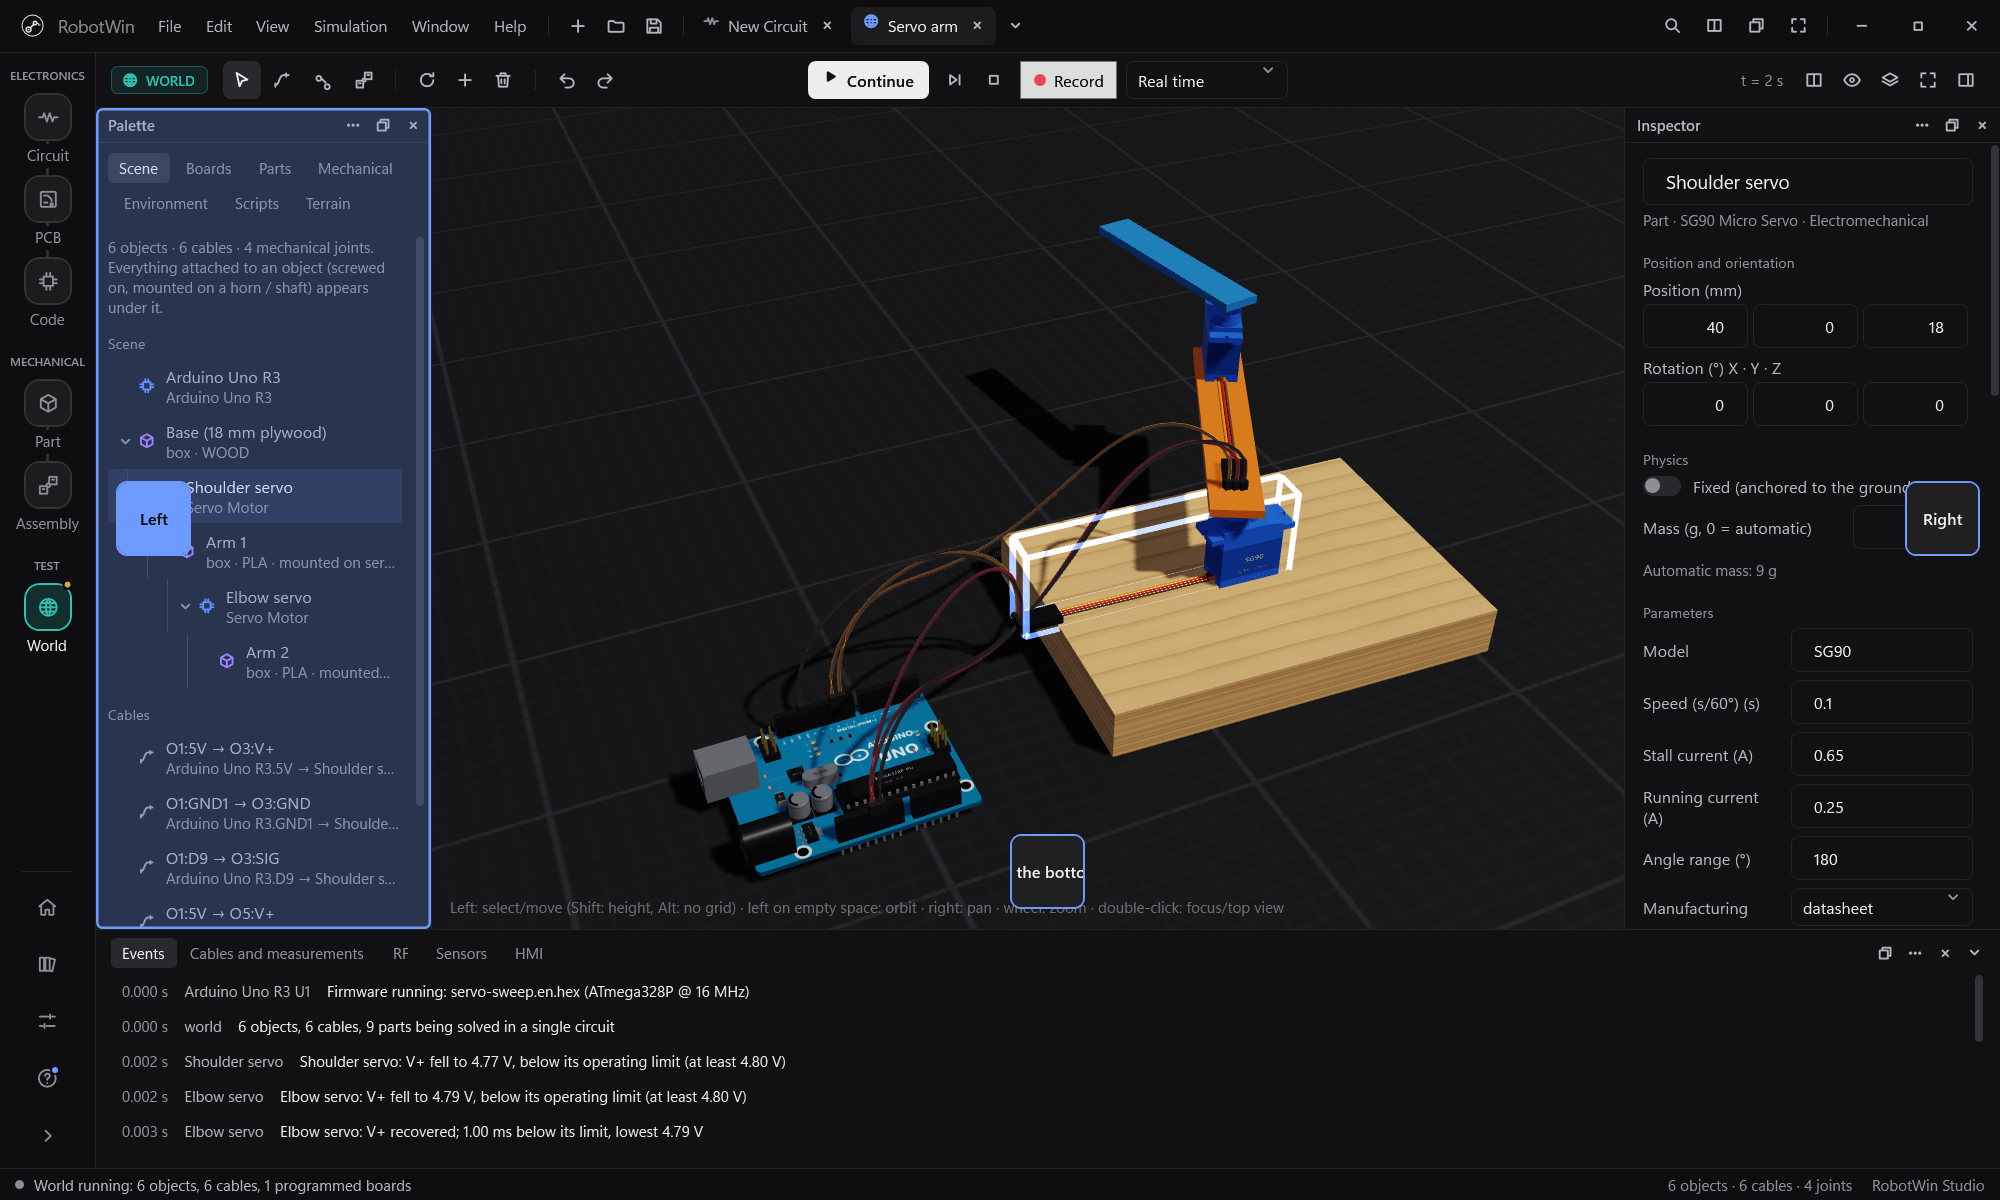 RobotWin File Edit View Simulation Window Help New Circuit Servo arm
ELECTRONICS
Circuit
PCB
Code
MECHANICAL
Part
Assembly
TEST
World
WORLD Continue Record Real time t = 2 s
Palette
Scene Boards Parts Mechanical
Environment Scripts Terrain
6 objects · 6 cables · 4 mechanical joints.
Everything attached to an object (screwed
on, mounted on a horn / shaft) appears
under it.
Scene
Arduino Uno R3
Arduino Uno R3
Base (18 mm plywood)
box · WOOD
Shoulder servo
Servo Motor
Left
Arm 1
box · PLA · mounted on ser...
Elbow servo
Servo Motor
Arm 2
box · PLA · mounted...
Cables
O1:5V → O3:V+
Arduino Uno R3.5V → Shoulder s...
O1:GND1 → O3:GND
Arduino Uno R3.GND1 → Shoulde...
O1:D9 → O3:SIG
Arduino Uno R3.D9 → Shoulder s...
O1:5V → O5:V+
SG90
ARDUINO
UNO
the botto
Left: select/move (Shift: height, Alt: no grid) · left on empty space: orbit · right: pan · wheel: zoom · double-click: focus/top view
Inspector
Shoulder servo
Part · SG90 Micro Servo · Electromechanical
Position and orientation
Position (mm)
40 0 18
Rotation (°) X · Y · Z
0 0 0
Physics
Fixed (anchored to the ground
Right
Mass (g, 0 = automatic)
Automatic mass: 9 g
Parameters
Model SG90
Speed (s/60°) (s) 0.1
Stall current (A) 0.65
Running current (A) 0.25
Angle range (°) 180
Manufacturing datasheet
Events Cables and measurements RF Sensors HMI
0.000 s Arduino Uno R3 U1 Firmware running: servo-sweep.en.hex (ATmega328P @ 16 MHz)
0.000 s world 6 objects, 6 cables, 9 parts being solved in a single circuit
0.002 s Shoulder servo Shoulder servo: V+ fell to 4.77 V, below its operating limit (at least 4.80 V)
0.002 s Elbow servo Elbow servo: V+ fell to 4.79 V, below its operating limit (at least 4.80 V)
0.003 s Elbow servo Elbow servo: V+ recovered; 1.00 ms below its limit, lowest 4.79 V
World running: 6 objects, 6 cables, 1 programmed boards
6 objects · 6 cables · 4 joints RobotWin Studio